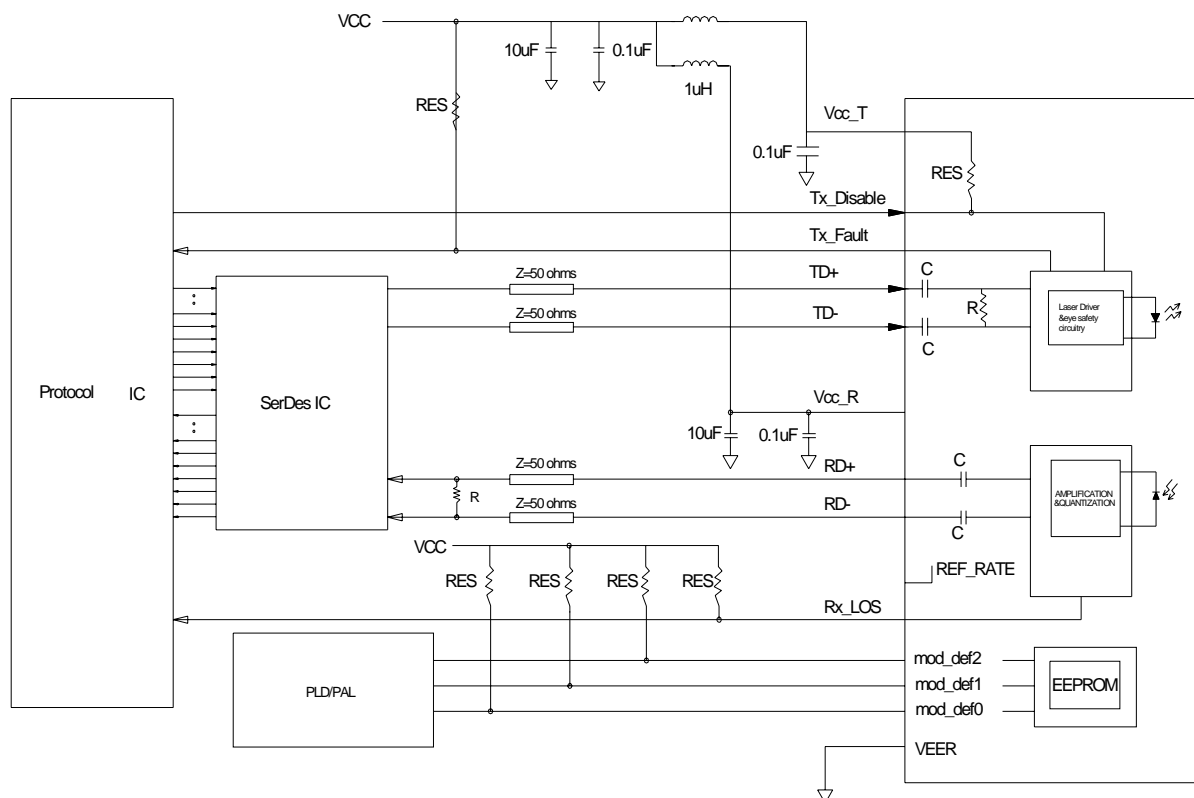 VCC
10uF
0.1uF
1uH
RES
Vcc_T
0.1uF
RES
Tx_Disable
Tx_Fault
Z=50 ohms
TD+
C
Z=50 ohms
TD-
R
C
Laser Driver
&eye safety
circuitry
Protocol IC
SerDes IC
Vcc_R
10uF
0.1uF
Z=50 ohms
RD+
C
R
Z=50 ohms
RD-
C
AMPLIFICATION
&QUANTIZATION
VCC
RES
RES
RES
RES
REF_RATE
Rx_LOS
PLD/PAL
mod_def2
mod_def1
mod_def0
EEPROM
VEER